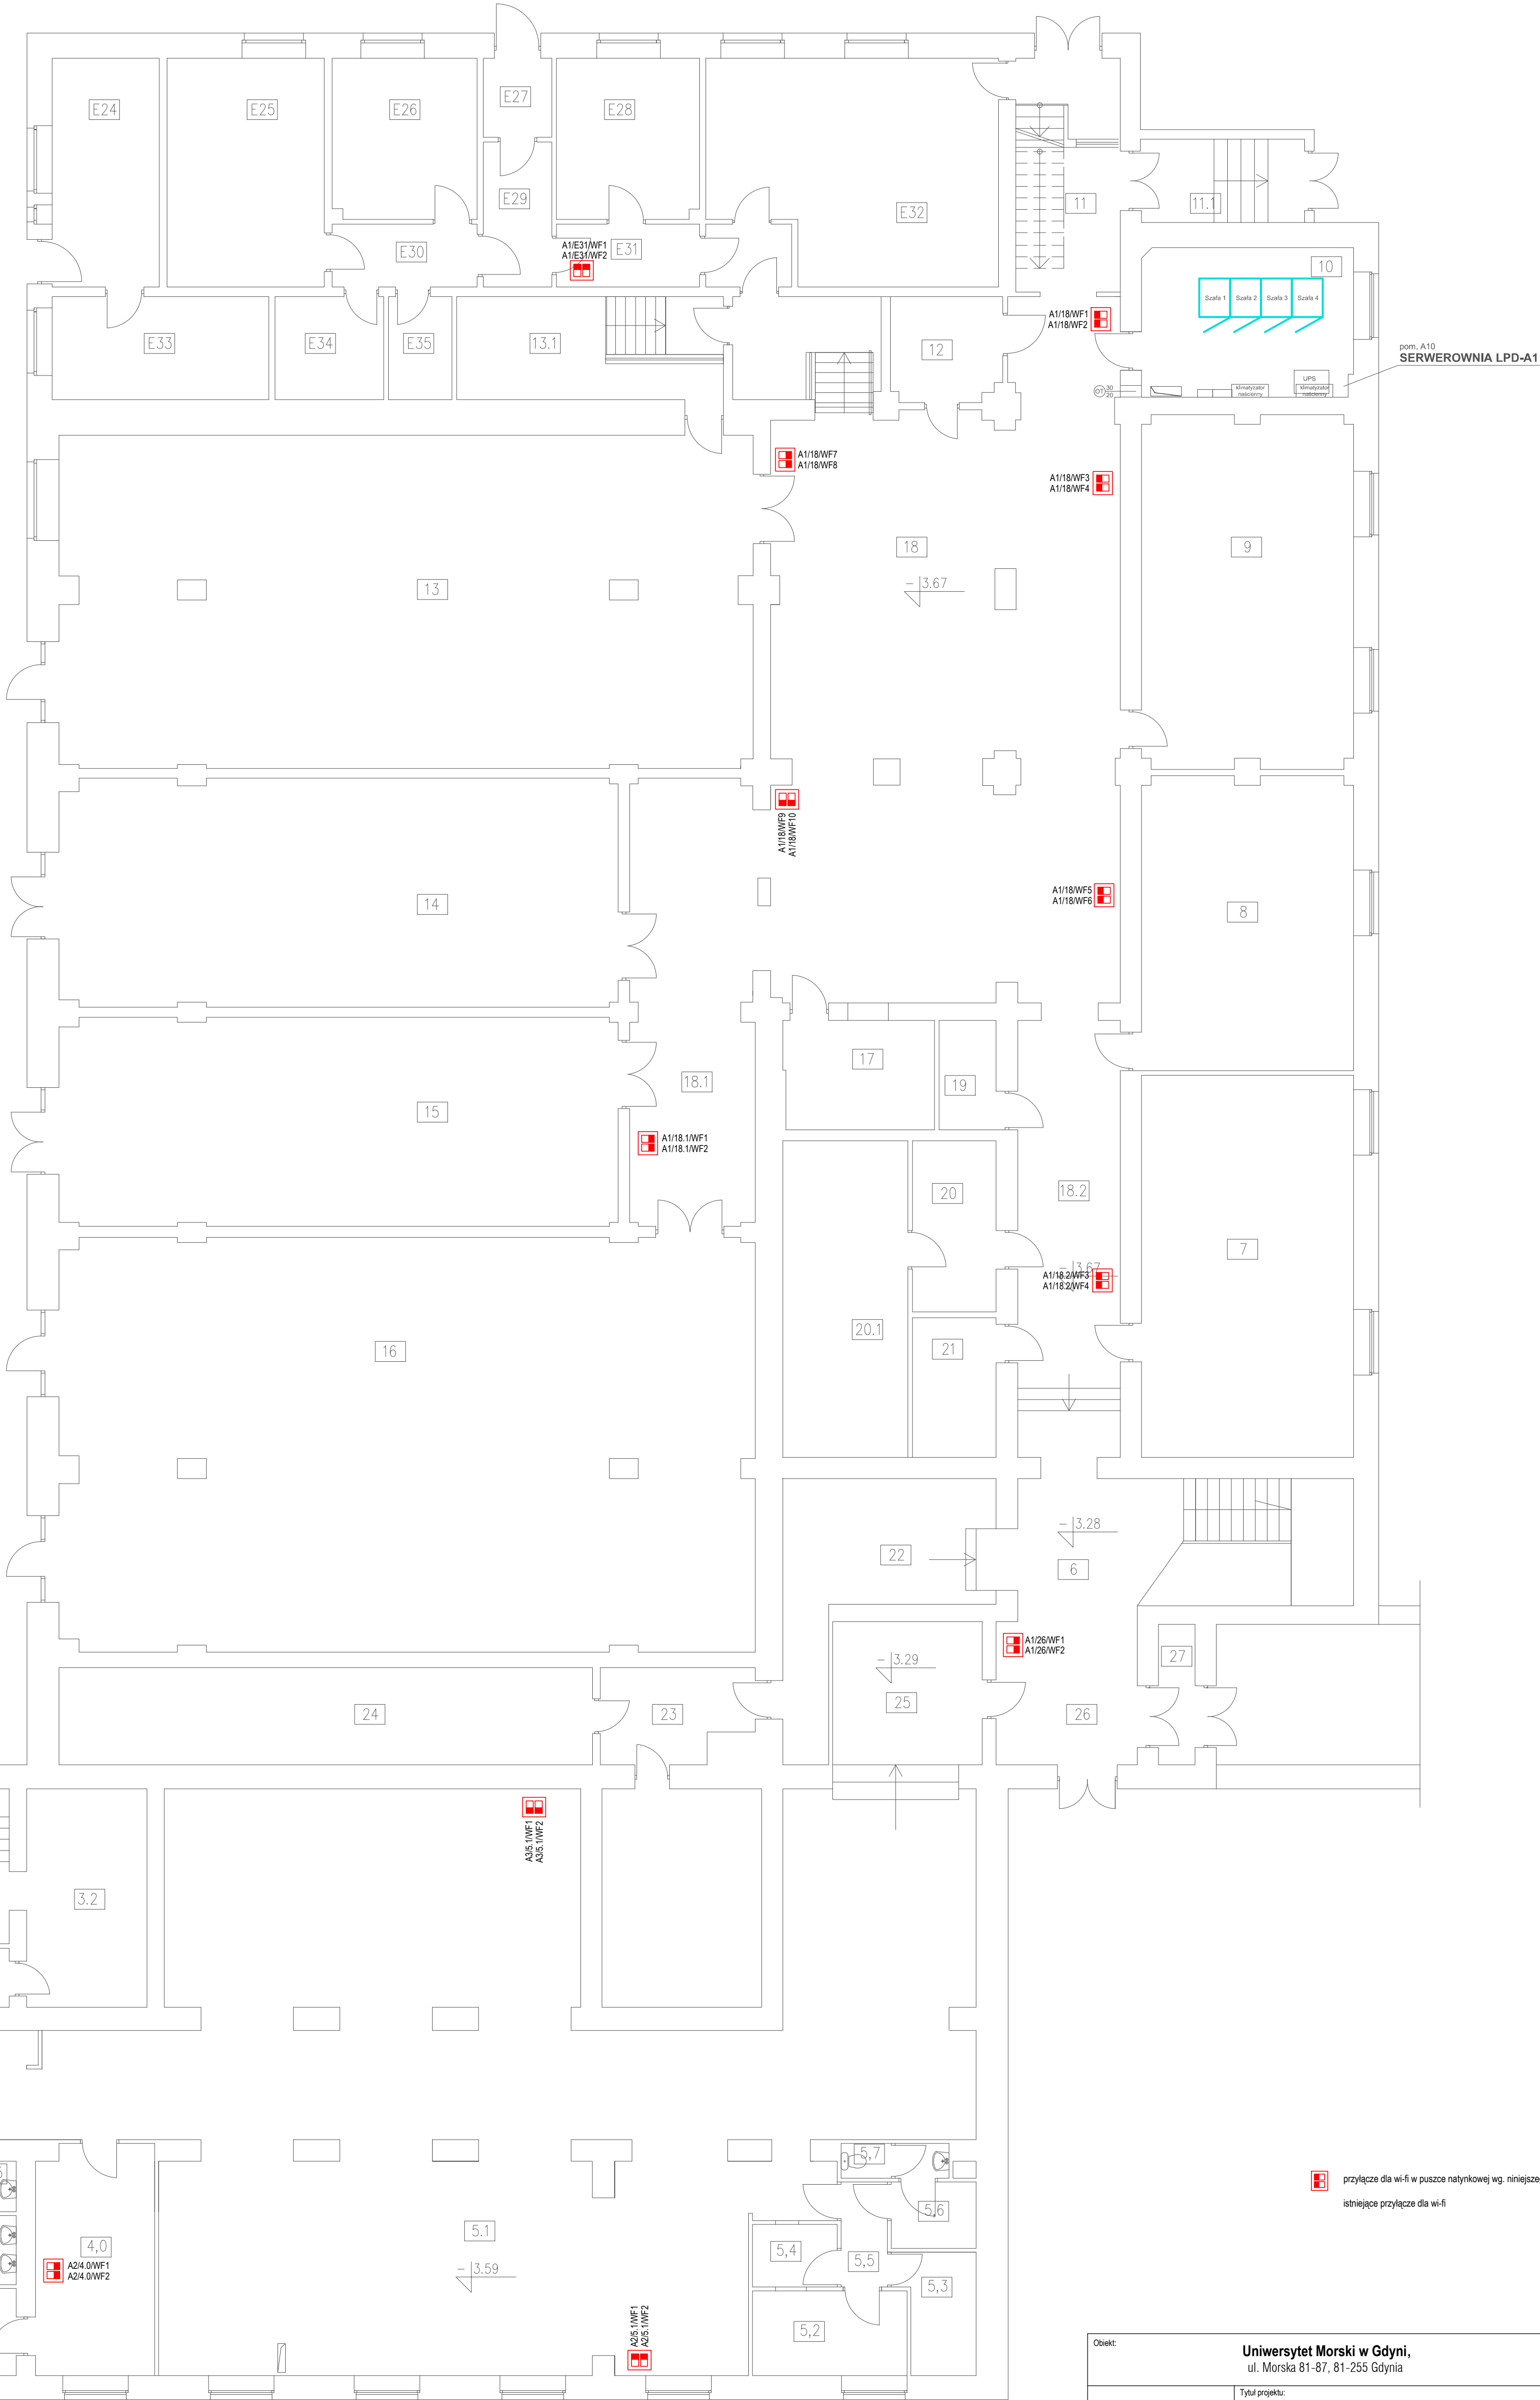 E24
E25
E26
E27
E28
E29
E30
E31
E32
11
11.1
10
A1/E31/WF1
A1/E31/WF2
Szafa 1
Szafa 2
Szafa 3
Szafa 4
A1/18/WF1
A1/18/WF2
E33
E34
E35
13.1
12
pom. A10
SERWEROWNIA LPD-A1
UPS
klimatyzator
naścienny
klimatyzator
naścienny
30
20
A1/18/WF7
A1/18/WF8
A1/18/WF3
A1/18/WF4
13
18
- 3.67
9
A1/18/WF9
A1/18/WF10
14
A1/18/WF5
A1/18/WF6
8
15
18.1
17
19
A1/18.1/WF1
A1/18.1/WF2
20
18.2
7
- 3.67
A1/18.2/WF3
A1/18.2/WF4
16
20.1
21
- 3.28
22
6
A1/26/WF1
A1/26/WF2
- 3.29
27
24
23
25
26
A3/5.1/WF1
A3/5.1/WF2
3.2
5,7
przyłącze dla wi-fi w puszce natynkowej wg.
istniejące przyłącze dla wi-fi
5,6
4,0
5.1
5,4
5,5
A2/4.0/WF1
A2/4.0/WF2
- 3.59
5,3
5,2
A2/5.1/WF1
A2/5.1/WF2
Obiekt:
Uniwersytet Morski w Gdyni,
ul. Morska 81-87, 81-255 Gdynia
Tytuł projektu: